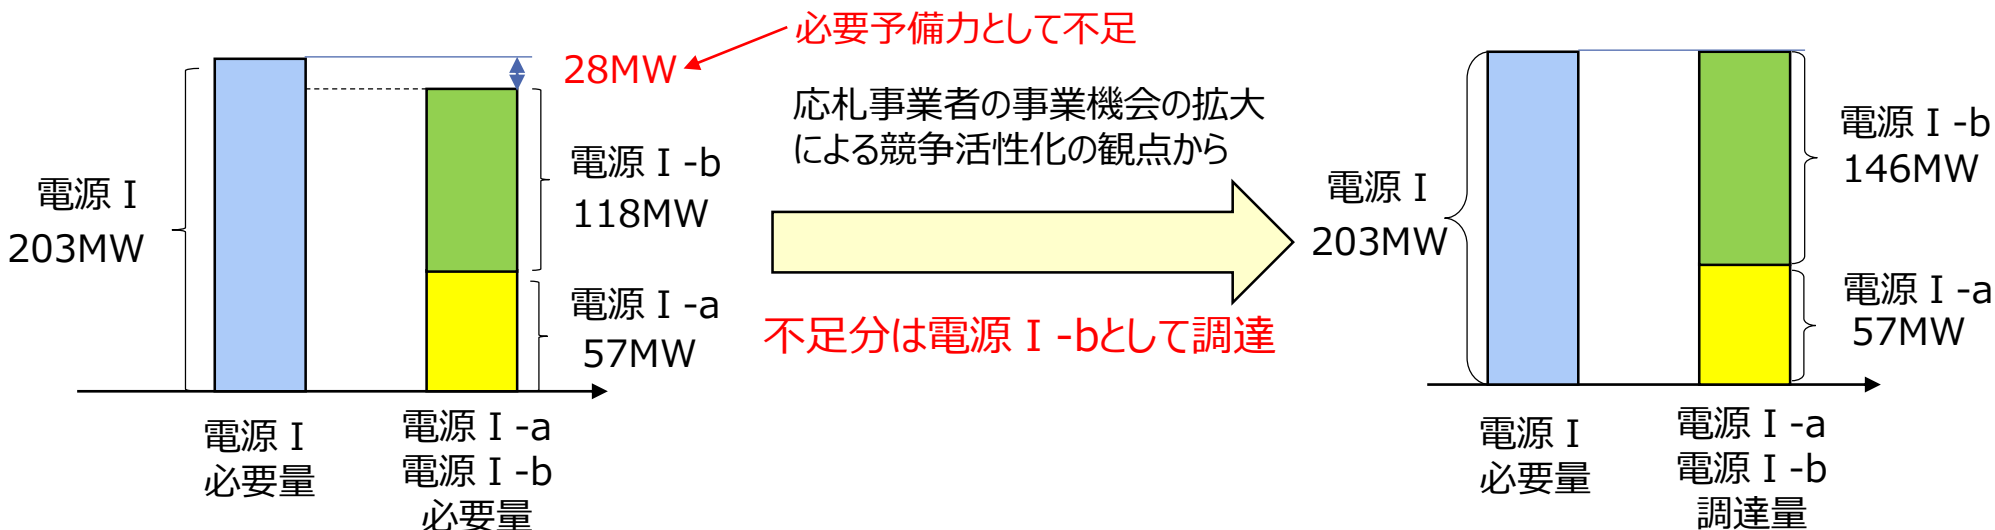 必要予備力として不足
28MW
応札事業者の事業機会の拡大
による競争活性化の観点から
不足分は電源Ⅰ-bとして調達
電源Ⅰ
203MW
電源Ⅰ-b
118MW
電源Ⅰ-a
57MW
電源Ⅰ
必要量
電源Ⅰ-a
電源Ⅰ-b
必要量
電源Ⅰ
203MW
電源Ⅰ-b
146MW
電源Ⅰ-a
57MW
電源Ⅰ
必要量
電源Ⅰ-a
電源Ⅰ-b
調達量